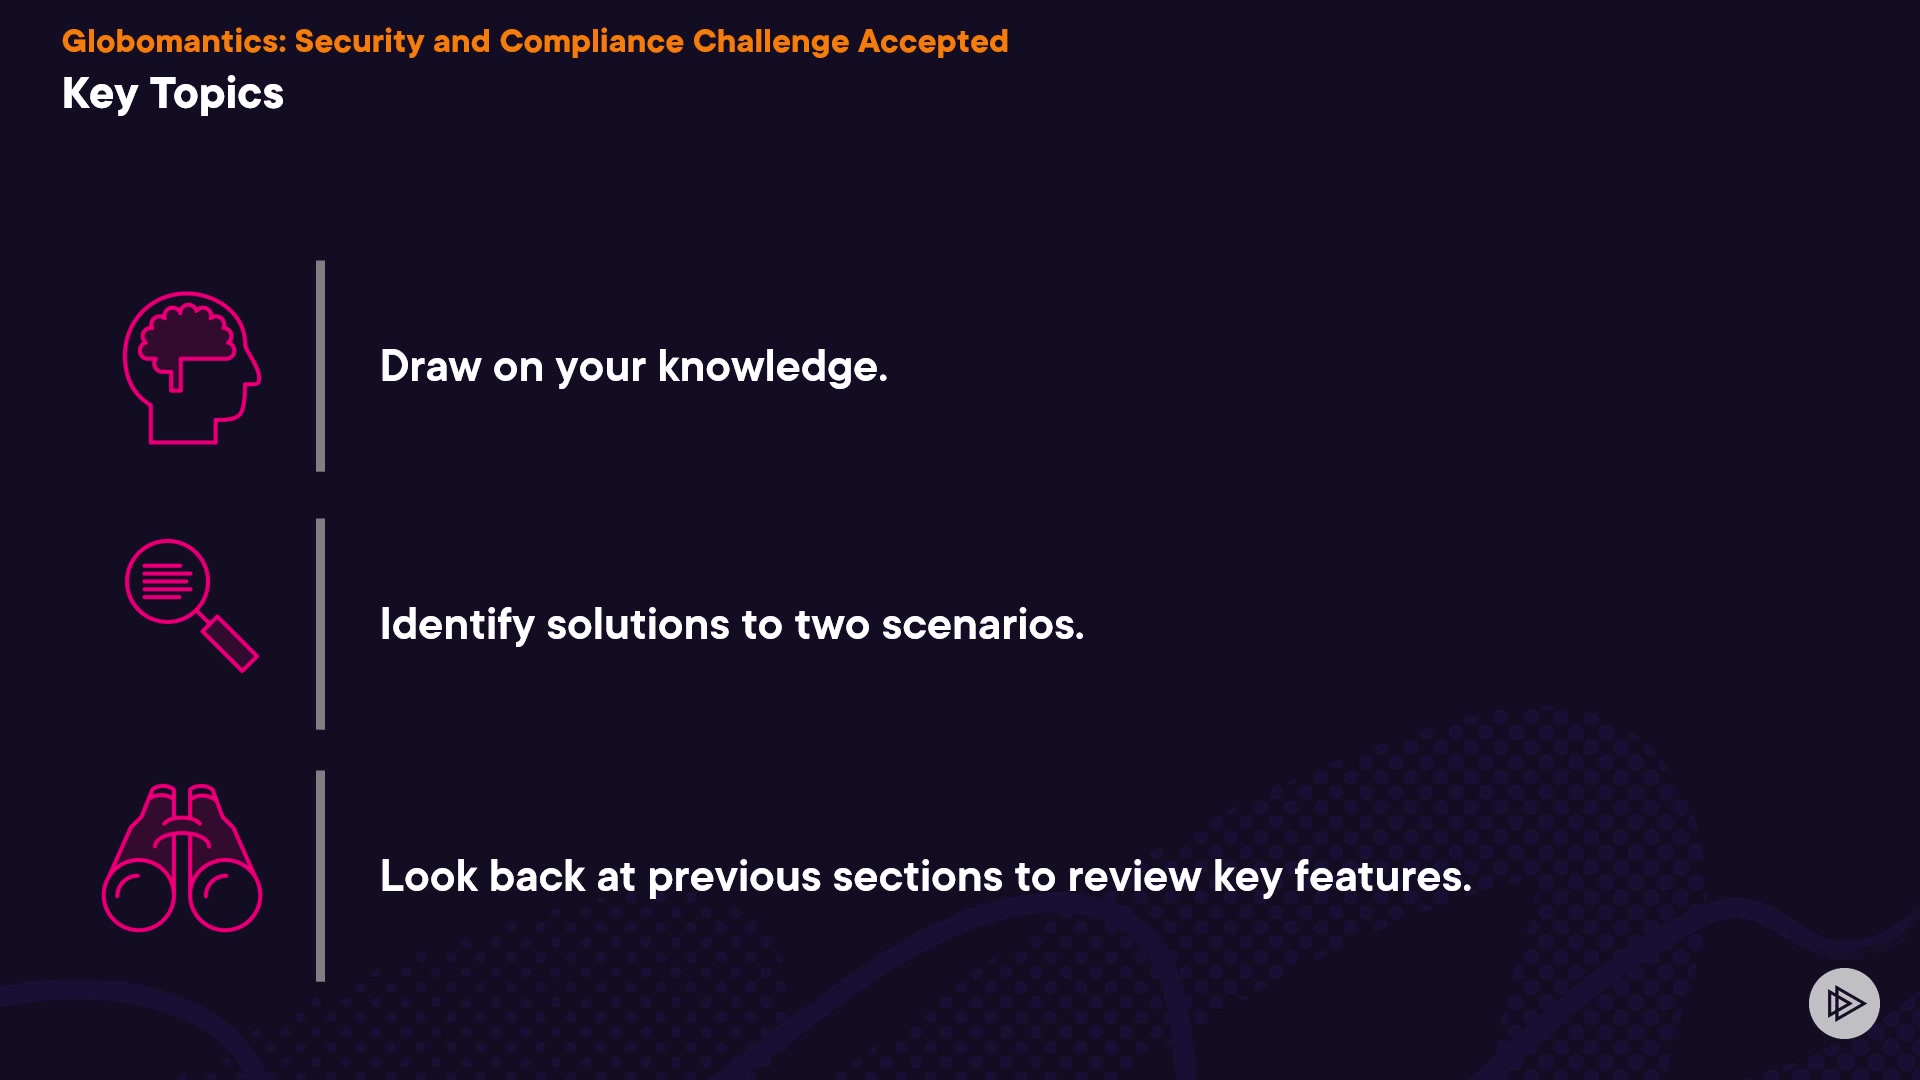 Globomantics: Security and Compliance Challenge Accepted
Key Topics
Draw on your knowledge.
Identify solutions to two scenarios.
Look back at previous sections to review key features.